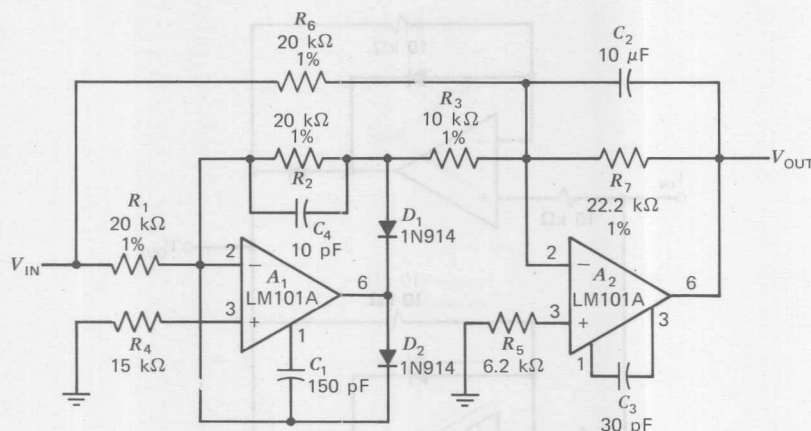 R6
20 kΩ
1%
C2
10 μF
20 kΩ
1%
R2
R3
10 kΩ
1%
VOUT
R7
22.2 kΩ
1%
C4
10 pF
R1
20 kΩ
1%
D1
1N914
VIN
2
−
A1
LM101A
6
3
+
1
R4
15 kΩ
C1
150 pF
D2
1N914
2
−
A2
LM101A
6
3
+
3
1
R5
6.2 kΩ
C3
30 pF